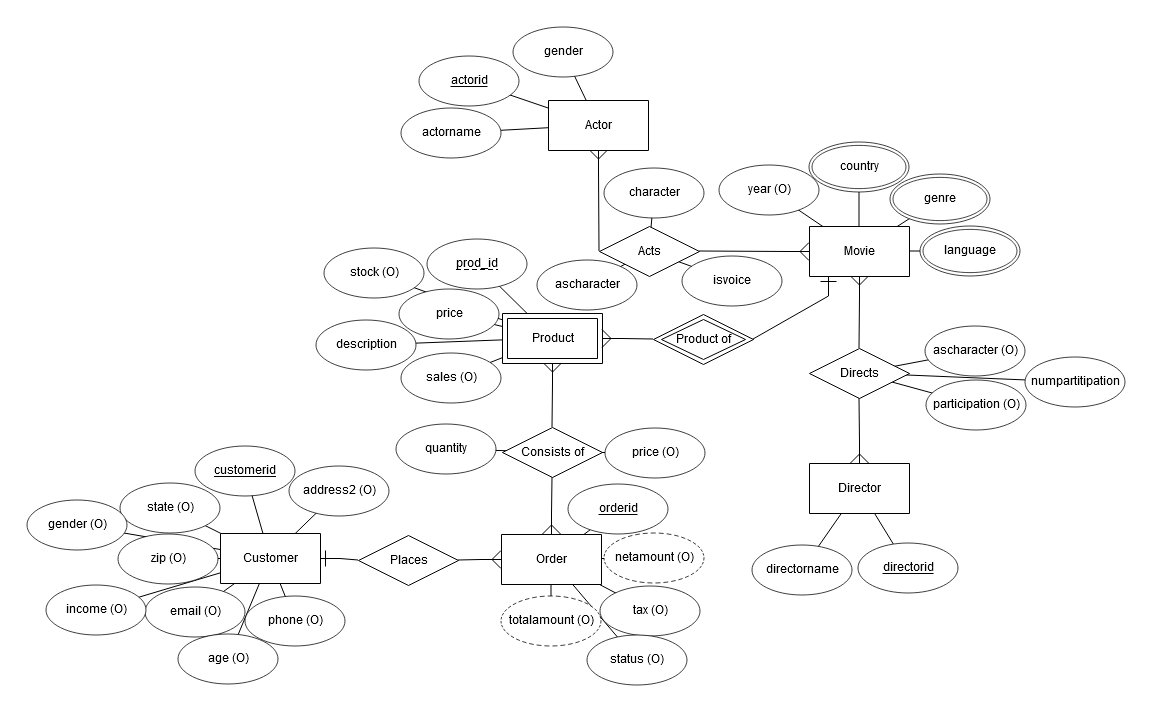 gender
actorid
Actor
actorname
country
character
year (O)
genre
Movie
Acts
language
prod_id
stock (O)
isvoice
ascharacter
price
Product
Product of
description
ascharacter (O)
Directs
sales (O)
numpartitipation
participation (O)
quantity
Consists of
price (O)
customerid
address2 (O)
Director
state (O)
orderid
gender (O)
zip (O)
Customer
Places
Order
netamount (O)
directorname
directorid
income (O)
email (O)
phone (O)
totalamount (O)
tax (O)
age (O)
status (O)